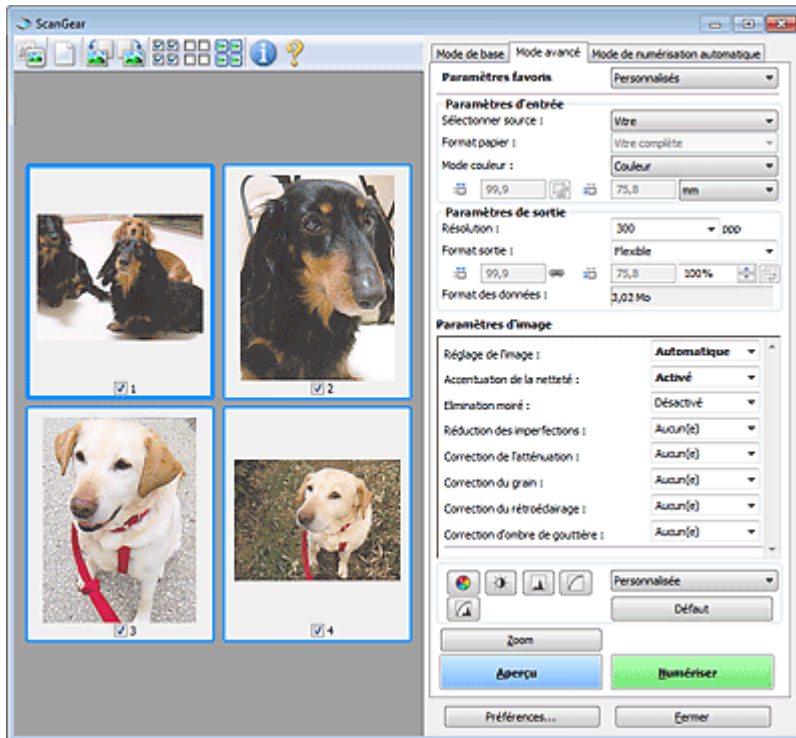 ScanGear
Mode de base Mode avancé Mode de numérisation automatique
Paramètres favoris Personnalisés
Paramètres d'entrée
Sélectionner source : Vitre
Format papier : Vitre complète
Mode couleur : Couleur
99,9 75,8 mm
Paramètres de sortie
Résolution : 300 ppp
Format sortie : Flexible
99,9 75,8 100%
Format des données : 3,02 Mo
Paramètres d'image
Réglage de l'image : Automatique
Accentuation de la netteté : Activé
Elimination moiré : Désactivé
Réduction des imperfections : Aucun(e)
Correction de l'atténuation : Aucun(e)
Correction du grain : Aucun(e)
Correction du rétroéclairage : Aucun(e)
Correction d'ombre de gouttière : Aucun(e)
Personnalisée
Défaut
Zoom
Aperçu Numériser
Préférences... Fermer
1
2
3
4